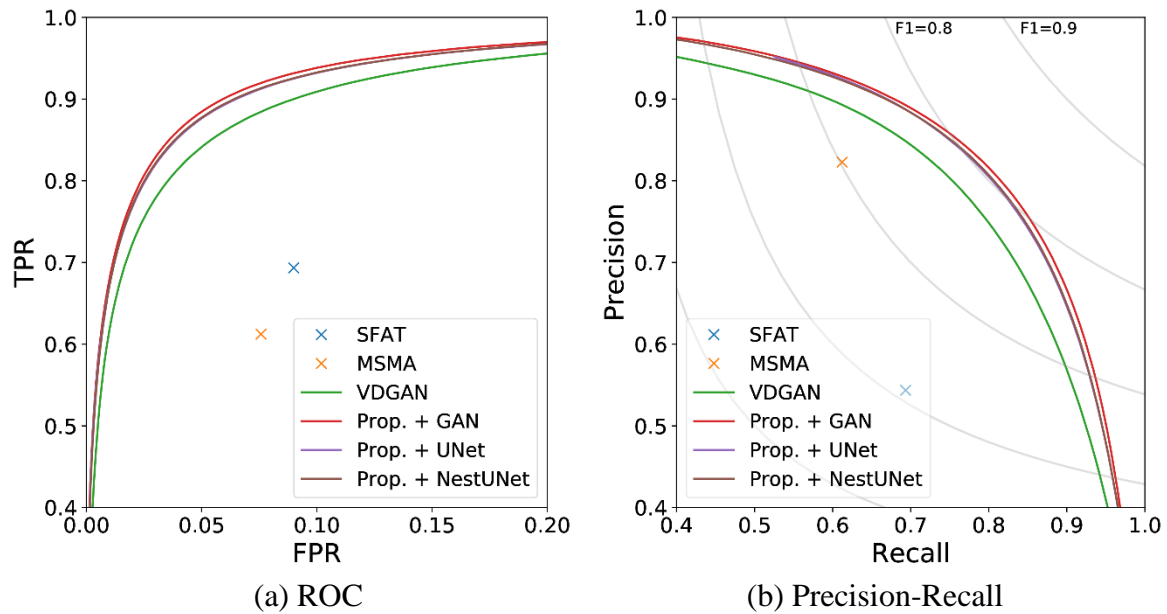 1.0
0.9
0.8
0.7
0.6
0.5
0.4
TPR
0.00
0.05
0.10
0.15
0.20
FPR
SFAT
MSMA
VDGAN
Prop. + GAN
Prop. + UNet
Prop. + NestUNet
(a) ROC
1.0
0.9
0.8
0.7
0.6
0.5
0.4
Precision
F1=0.8
F1=0.9
SFAT
MSMA
VDGAN
Prop. + GAN
Prop. + UNet
Prop. + NestUNet
0.4
0.5
0.6
0.7
0.8
0.9
1.0
Recall
(b) Precision-Recall